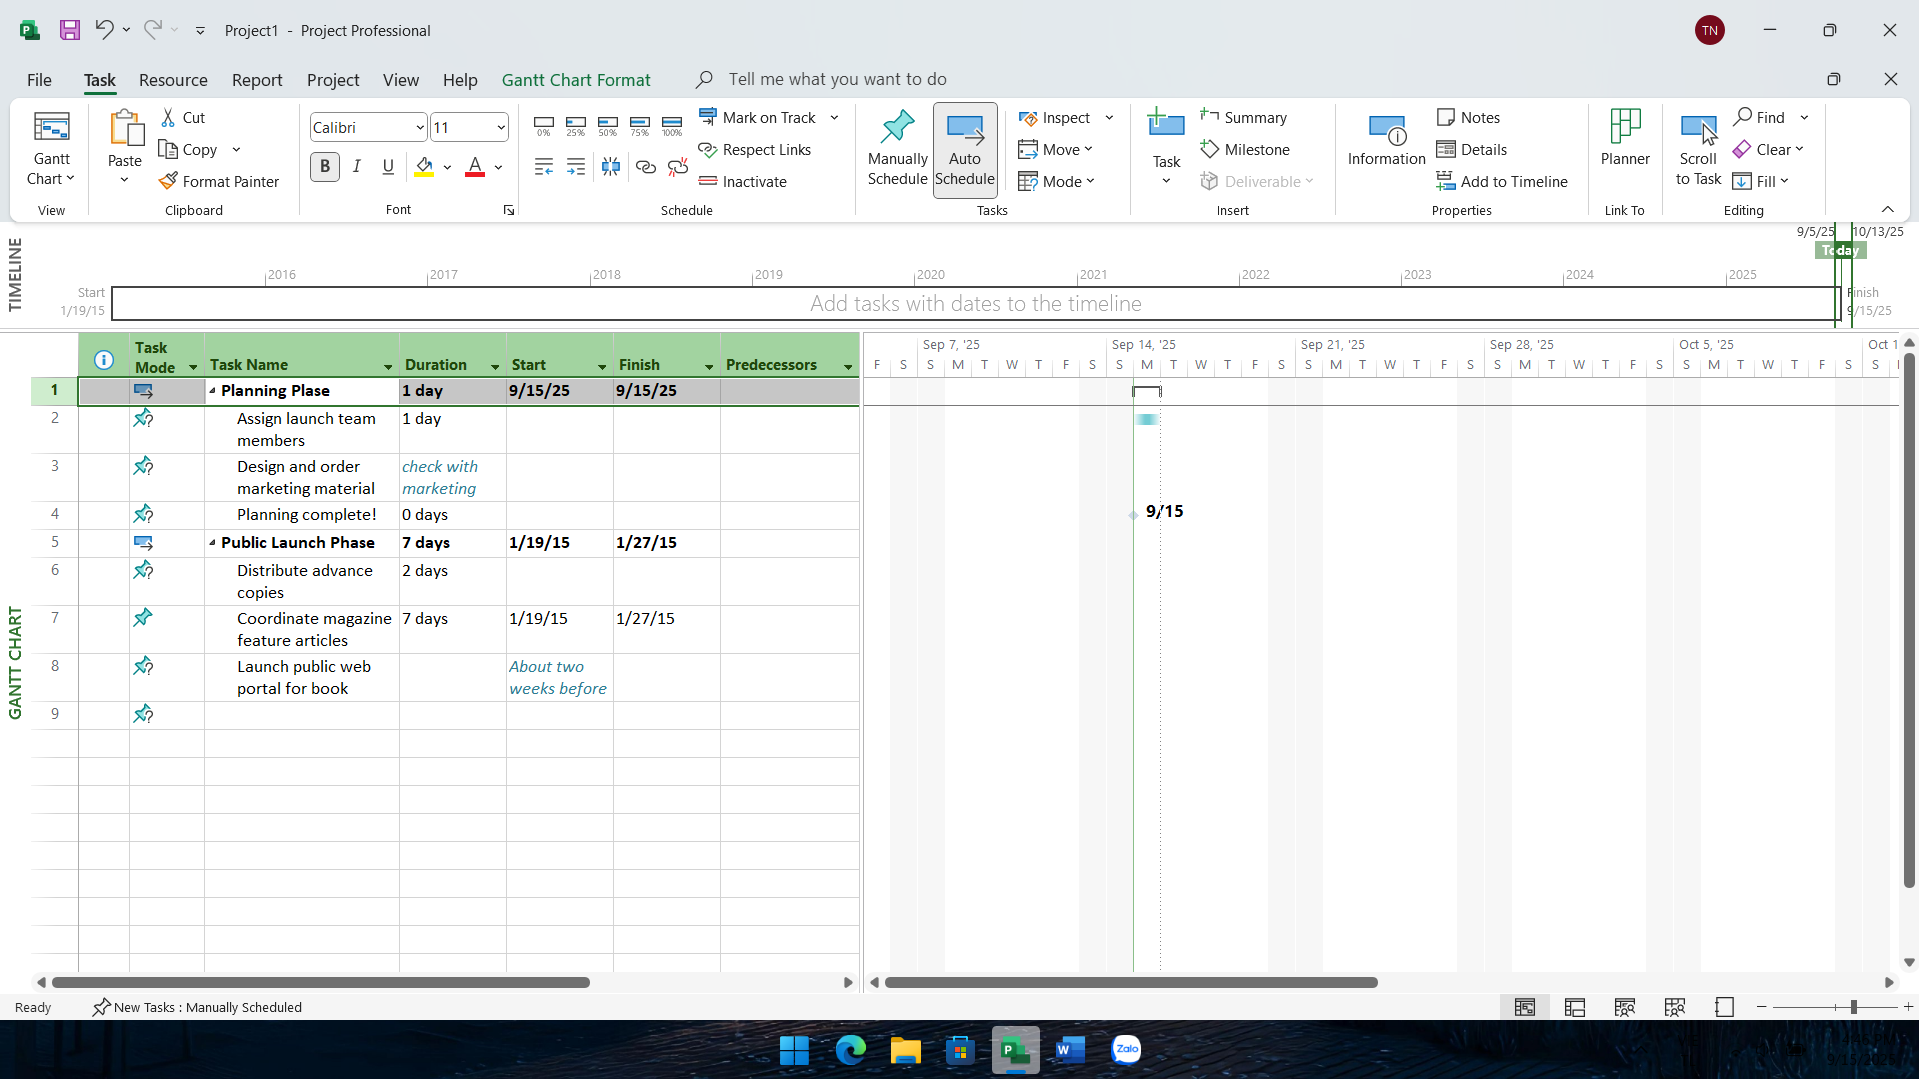 Project1 - Project Professional
TN
File Task Resource Report Project View Help Gantt Chart Format Tell me what you want to do
Gantt Chart
View
Paste
Cut
Copy
Format Painter
Clipboard
Calibri 11
B I U A
Font
0% 25% 50% 75% 100%
Mark on Track
Respect Links
Inactivate
Schedule
Manually Schedule
Auto Schedule
Inspect
Move
Mode
Tasks
Task
Summary
Milestone
Deliverable
Insert
Information
Notes
Details
Add to Timeline
Properties
Planner
Link To
Scroll to Task
Find
Clear
Fill
Editing
TIMELINE
9/5/25 10/13/25
Today
2016 2017 2018 2019 2020 2021 2022 2023 2024 2025
Start
1/19/15
Add tasks with dates to the timeline
Finish
9/15/25
GANTT CHART
Task Mode Task Name Duration Start Finish Predecessors
Sep 7, '25 Sep 14, '25 Sep 21, '25 Sep 28, '25 Oct 5, '25 Oct 1
F S S M T W T F S S M T W T F S S M T W T F S S M T W T F S S M T W T F S S
1 Planning Plase 1 day 9/15/25 9/15/25
2 Assign launch team members 1 day
3 Design and order marketing material check with marketing
4 Planning complete! 0 days
9/15
5 Public Launch Phase 7 days 1/19/15 1/27/15
6 Distribute advance copies 2 days
7 Coordinate magazine feature articles 7 days 1/19/15 1/27/15
8 Launch public web portal for book About two weeks before
9
Ready New Tasks : Manually Scheduled
Zalo